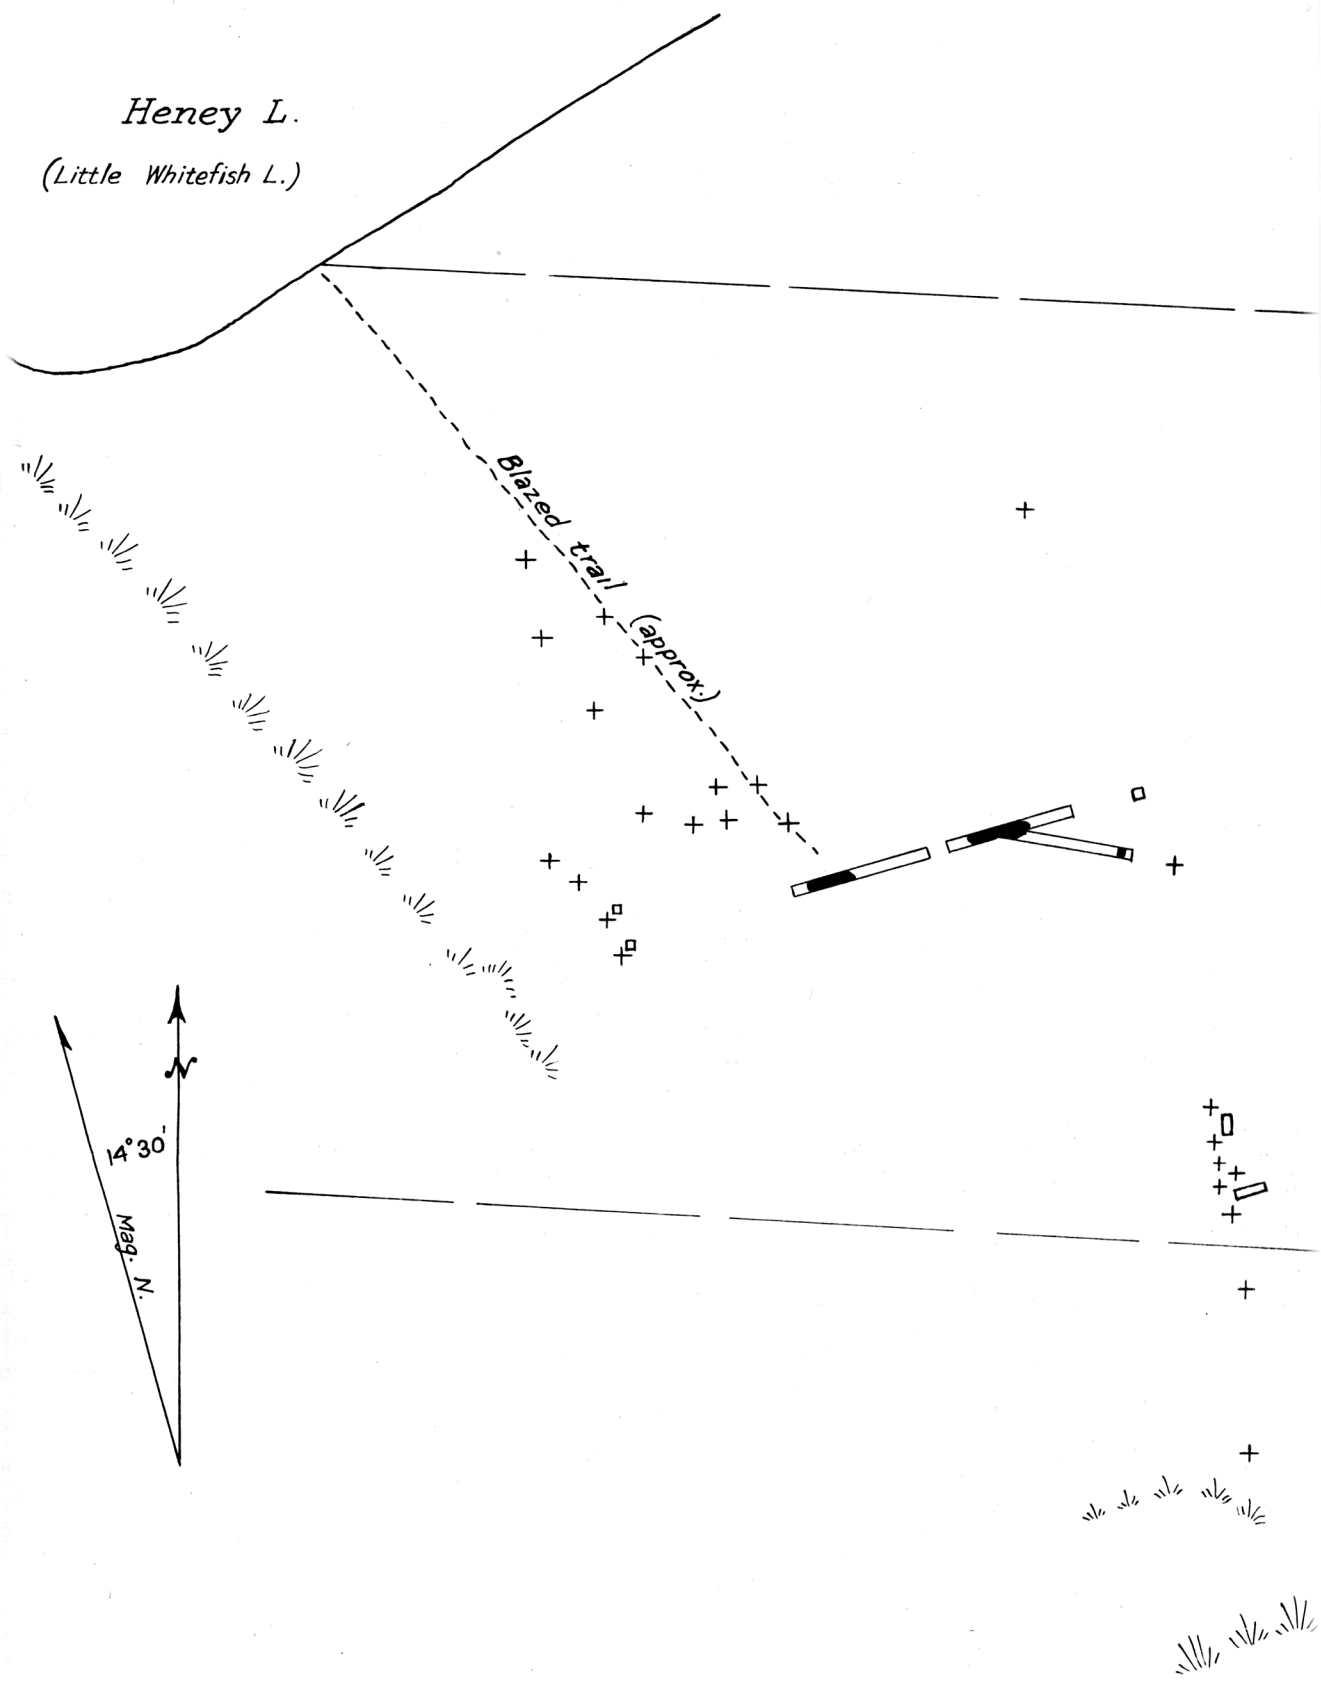 Heney L.
(Little Whitefish L.)
Blazed trail (approx.)
N
14°30'
Mag. N.